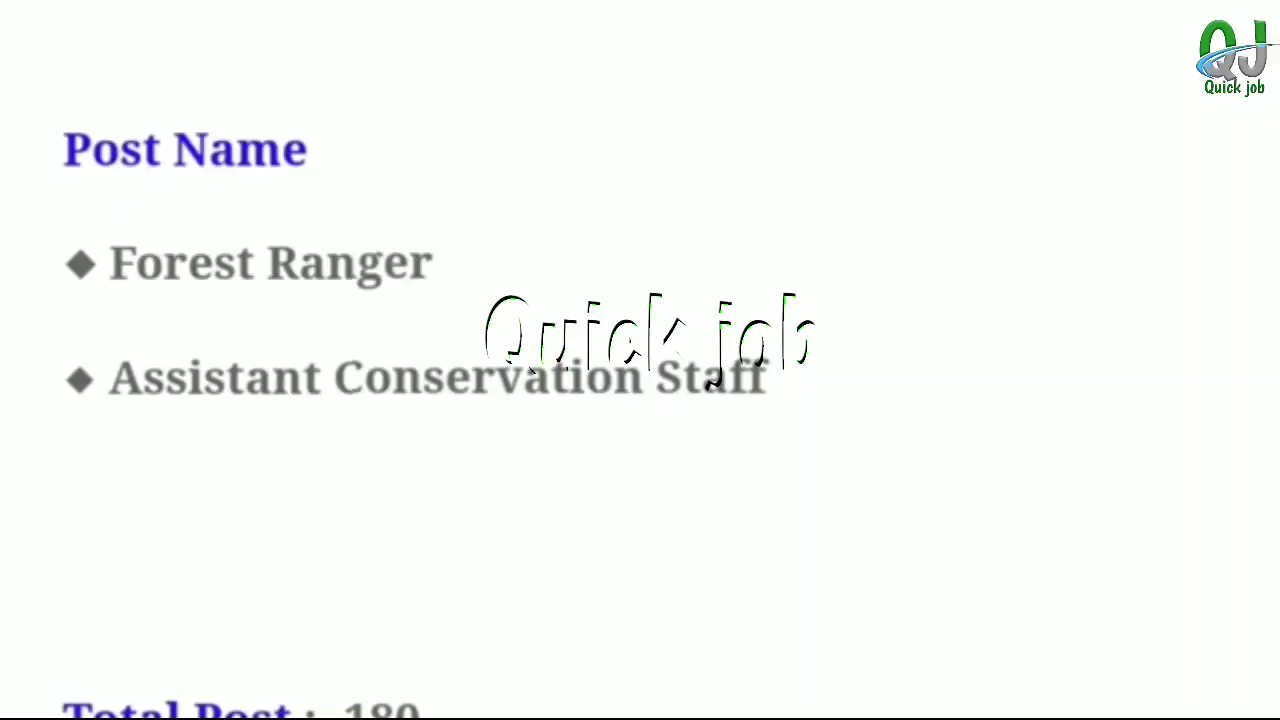 QJ
Quick job
Post Name
◆ Forest Ranger
Quick job
◆ Assistant Conservation Staff
Total Post : 180